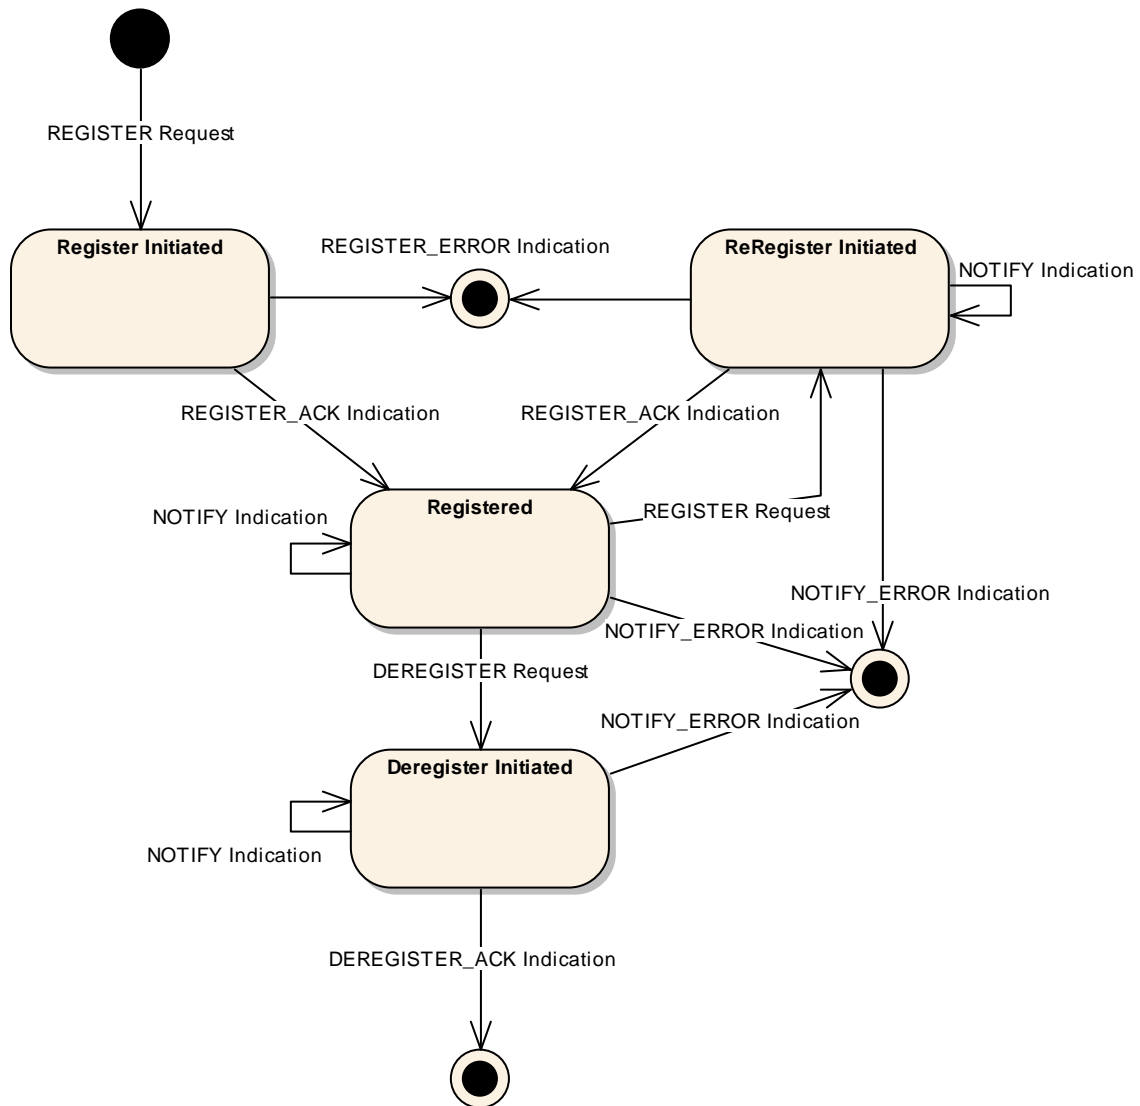 REGISTER Request
Register Initiated
REGISTER_ERROR Indication
ReRegister Initiated
NOTIFY Indication
REGISTER_ACK Indication
REGISTER_ACK Indication
Registered
NOTIFY Indication
REGISTER Request
NOTIFY_ERROR Indication
NOTIFY_ERROR Indication
DEREGISTER Request
NOTIFY_ERROR Indication
Deregister Initiated
NOTIFY Indication
DEREGISTER_ACK Indication